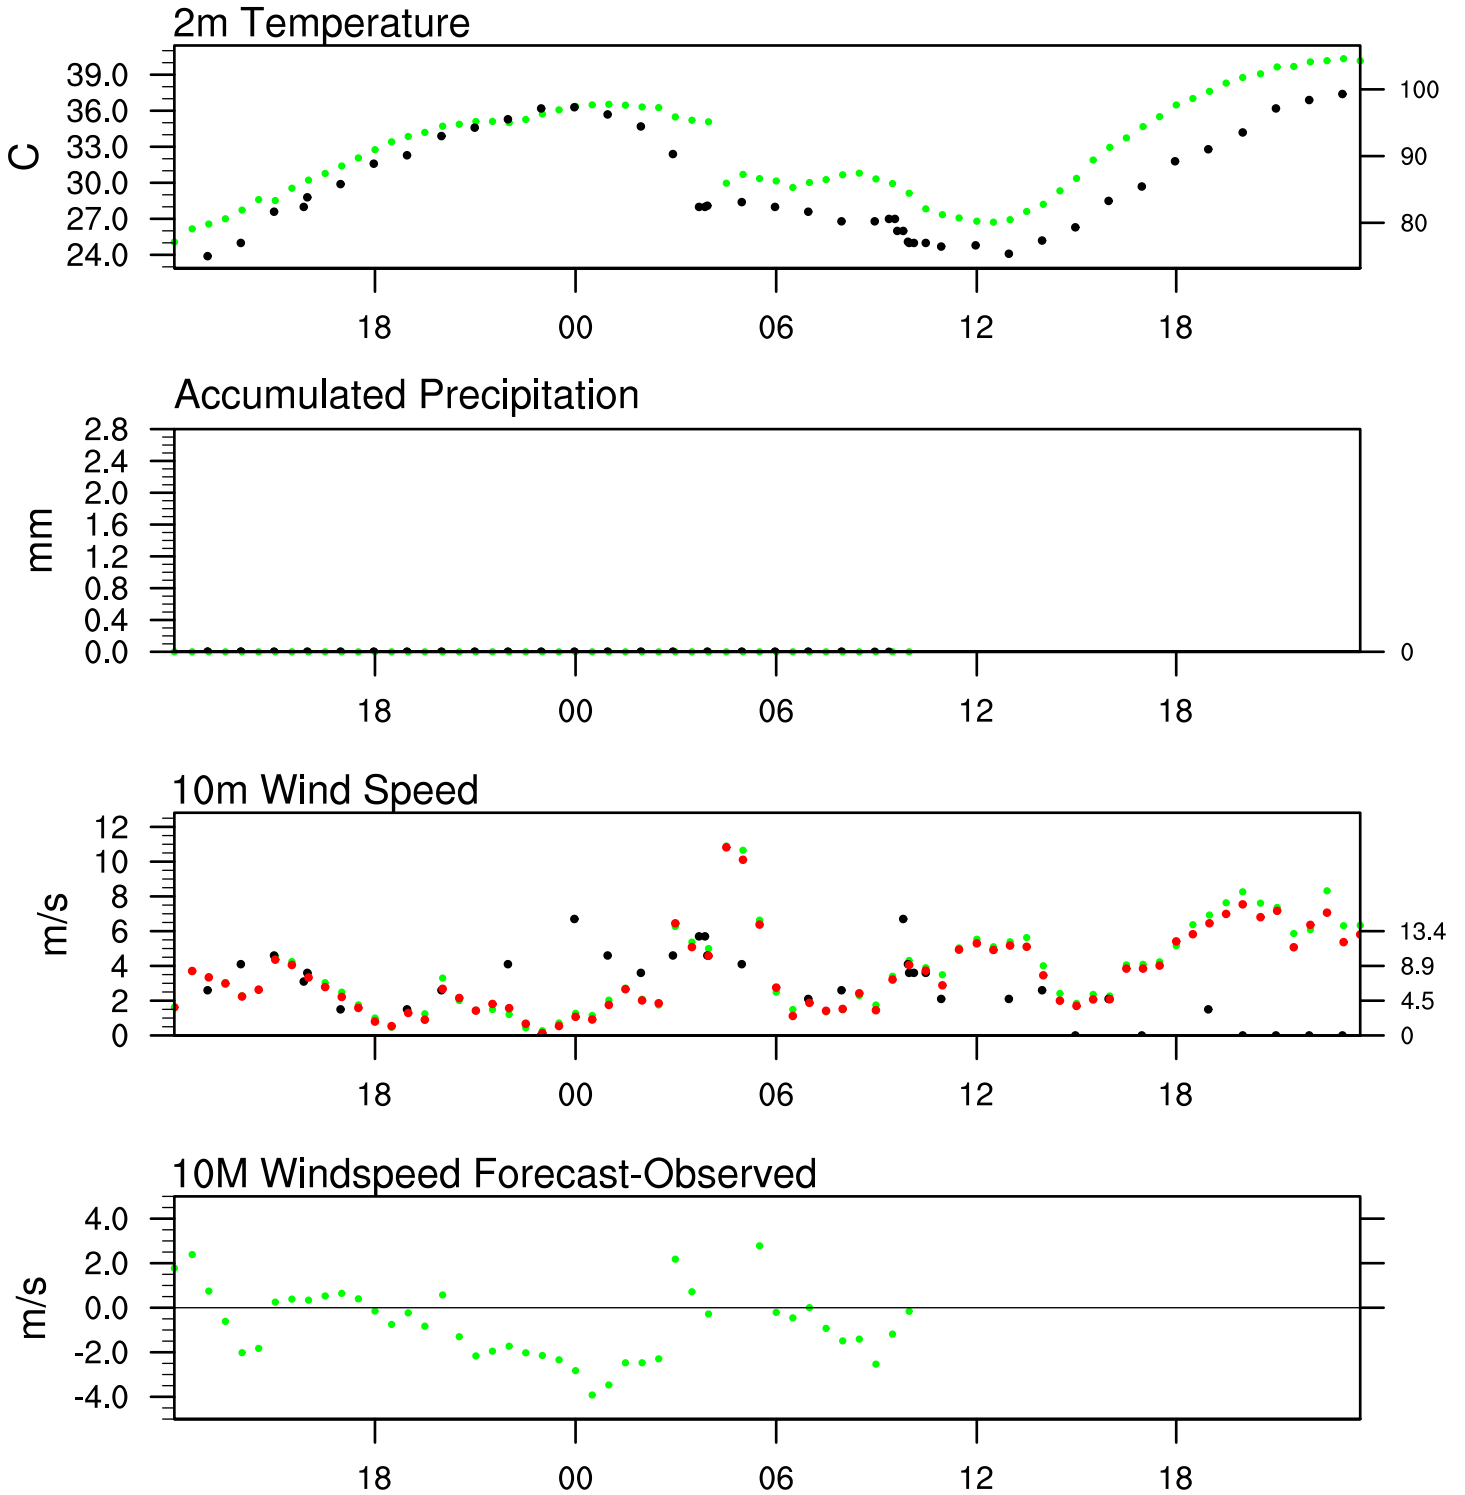 2m Temperature
39.0
36.0
33.0
30.0
27.0
24.0
C
100
90
80
18 00 06 12 18
Accumulated Precipitation
2.8
2.4
2.0
1.6
1.2
0.8
0.4
0.0
mm
0
18 00 06 12 18
10m Wind Speed
12
10
8
6
4
2
0
m/s
13.4
8.9
4.5
0
18 00 06 12 18
10M Windspeed Forecast-Observed
4.0
2.0
0.0
-2.0
-4.0
m/s
18 00 06 12 18